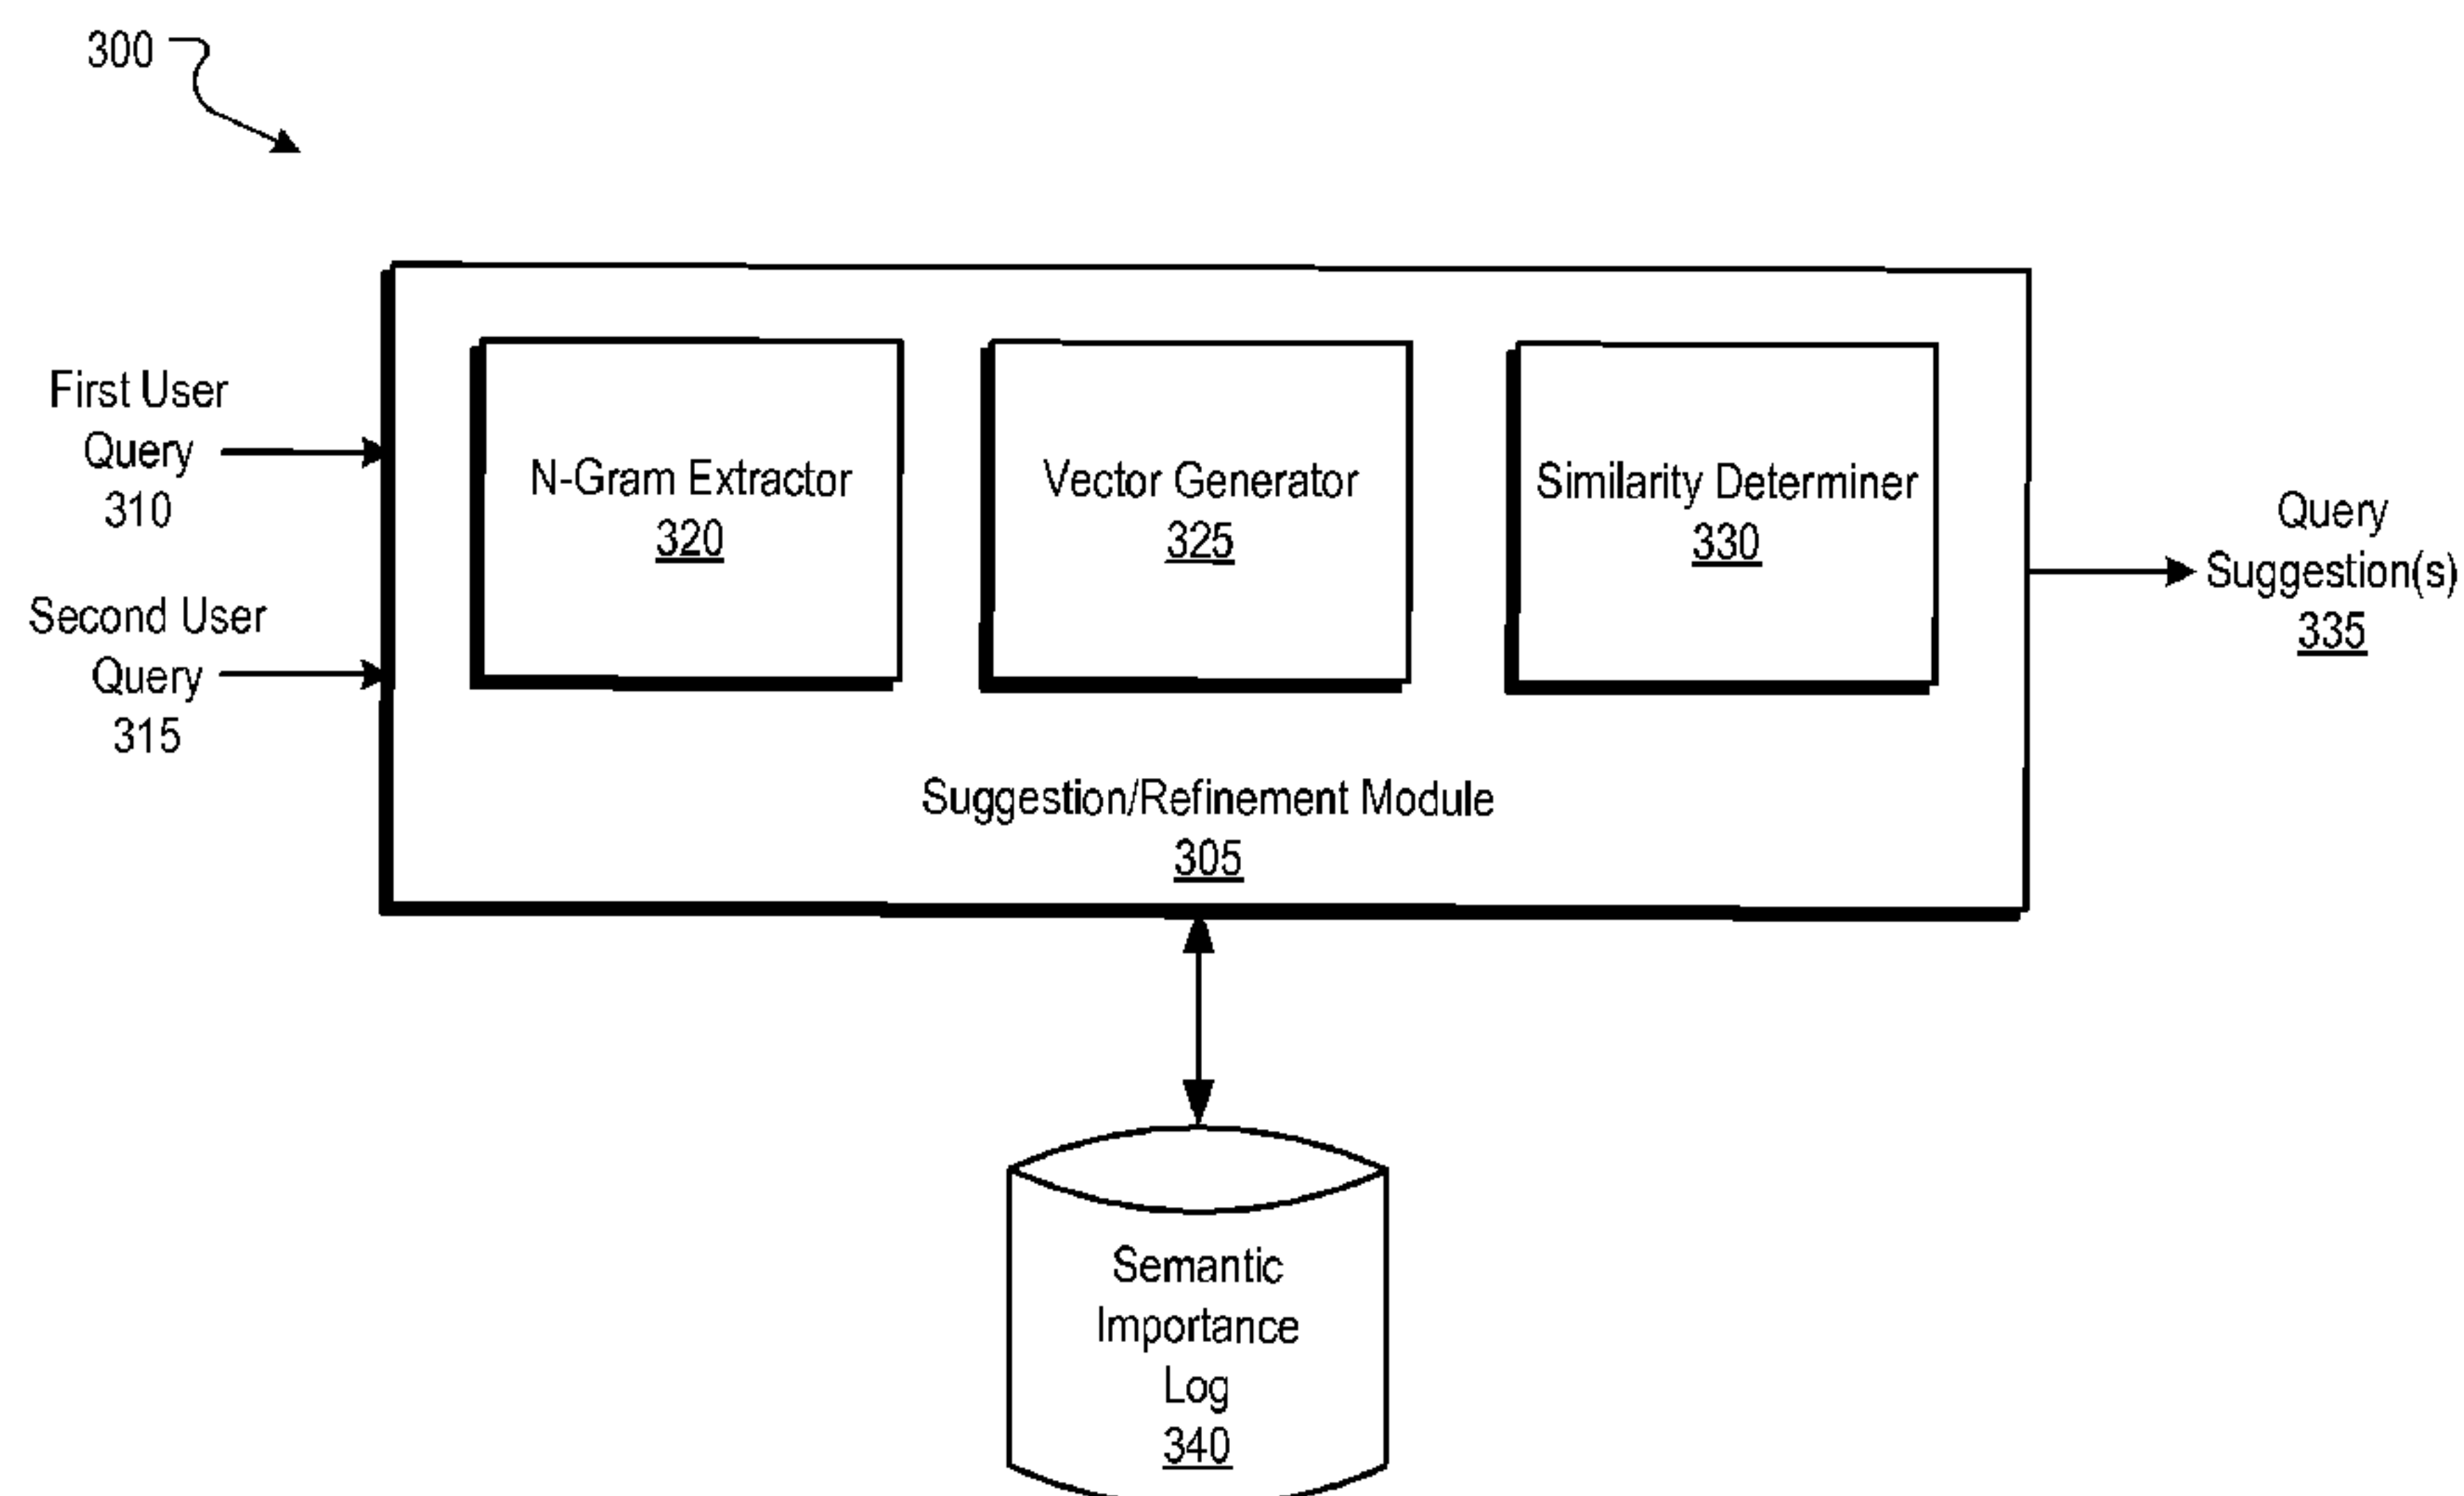 300
First User
Query
310
Second User
Query
315
N-Gram Extractor
320
Vector Generator
325
Similarity Determiner
330
Suggestion/Refinement Module
305
Query
Suggestion(s)
335
Semantic
Importance
Log
340